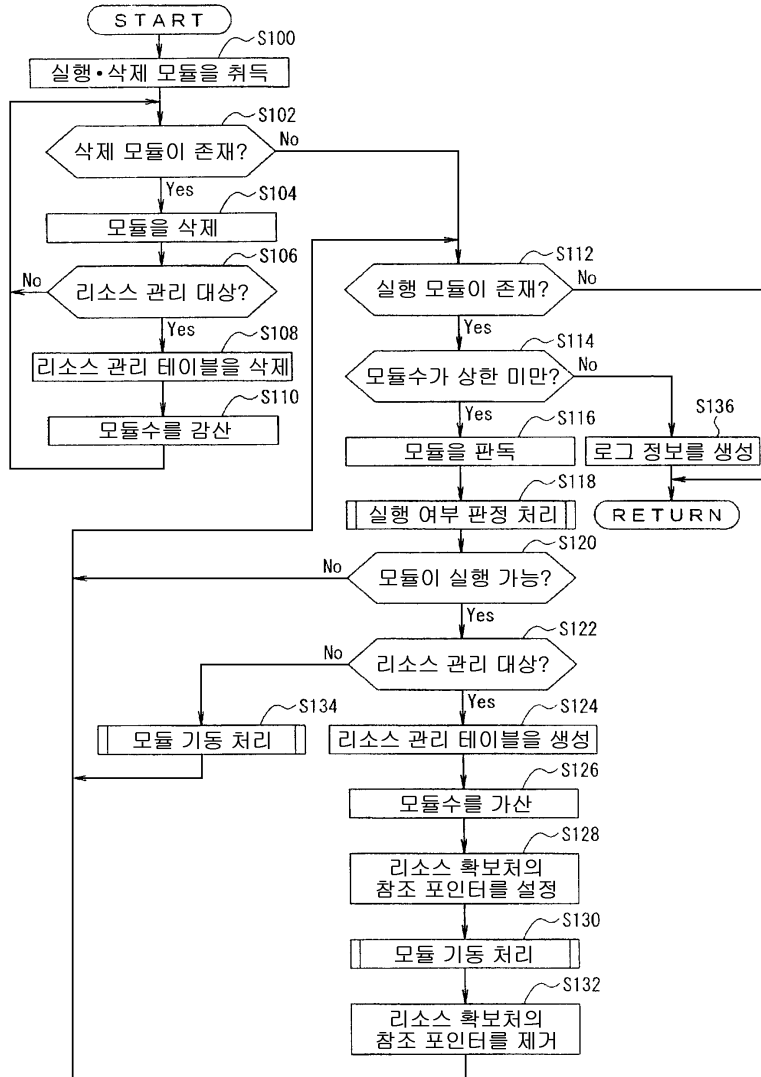 START
S100
실행•삭제 모듈을 취득
S102
삭제 모듈이 존재?
No
Yes
S104
모듈을 삭제
S106
No
리소스 관리 대상?
Yes
S108
리소스 관리 테이블을 삭제
S110
모듈수를 감산
S112
실행 모듈이 존재?
No
Yes
S114
모듈수가 상한 미만?
No
Yes
S116
모듈을 판독
S136
로그 정보를 생성
S118
실행 여부 판정 처리
RETURN
S120
No
모듈이 실행 가능?
Yes
S122
No
리소스 관리 대상?
Yes
S134
모듈 기동 처리
S124
리소스 관리 테이블을 생성
S126
모듈수를 가산
S128
리소스 확보처의
참조 포인터를 설정
S130
모듈 기동 처리
S132
리소스 확보처의
참조 포인터를 제거